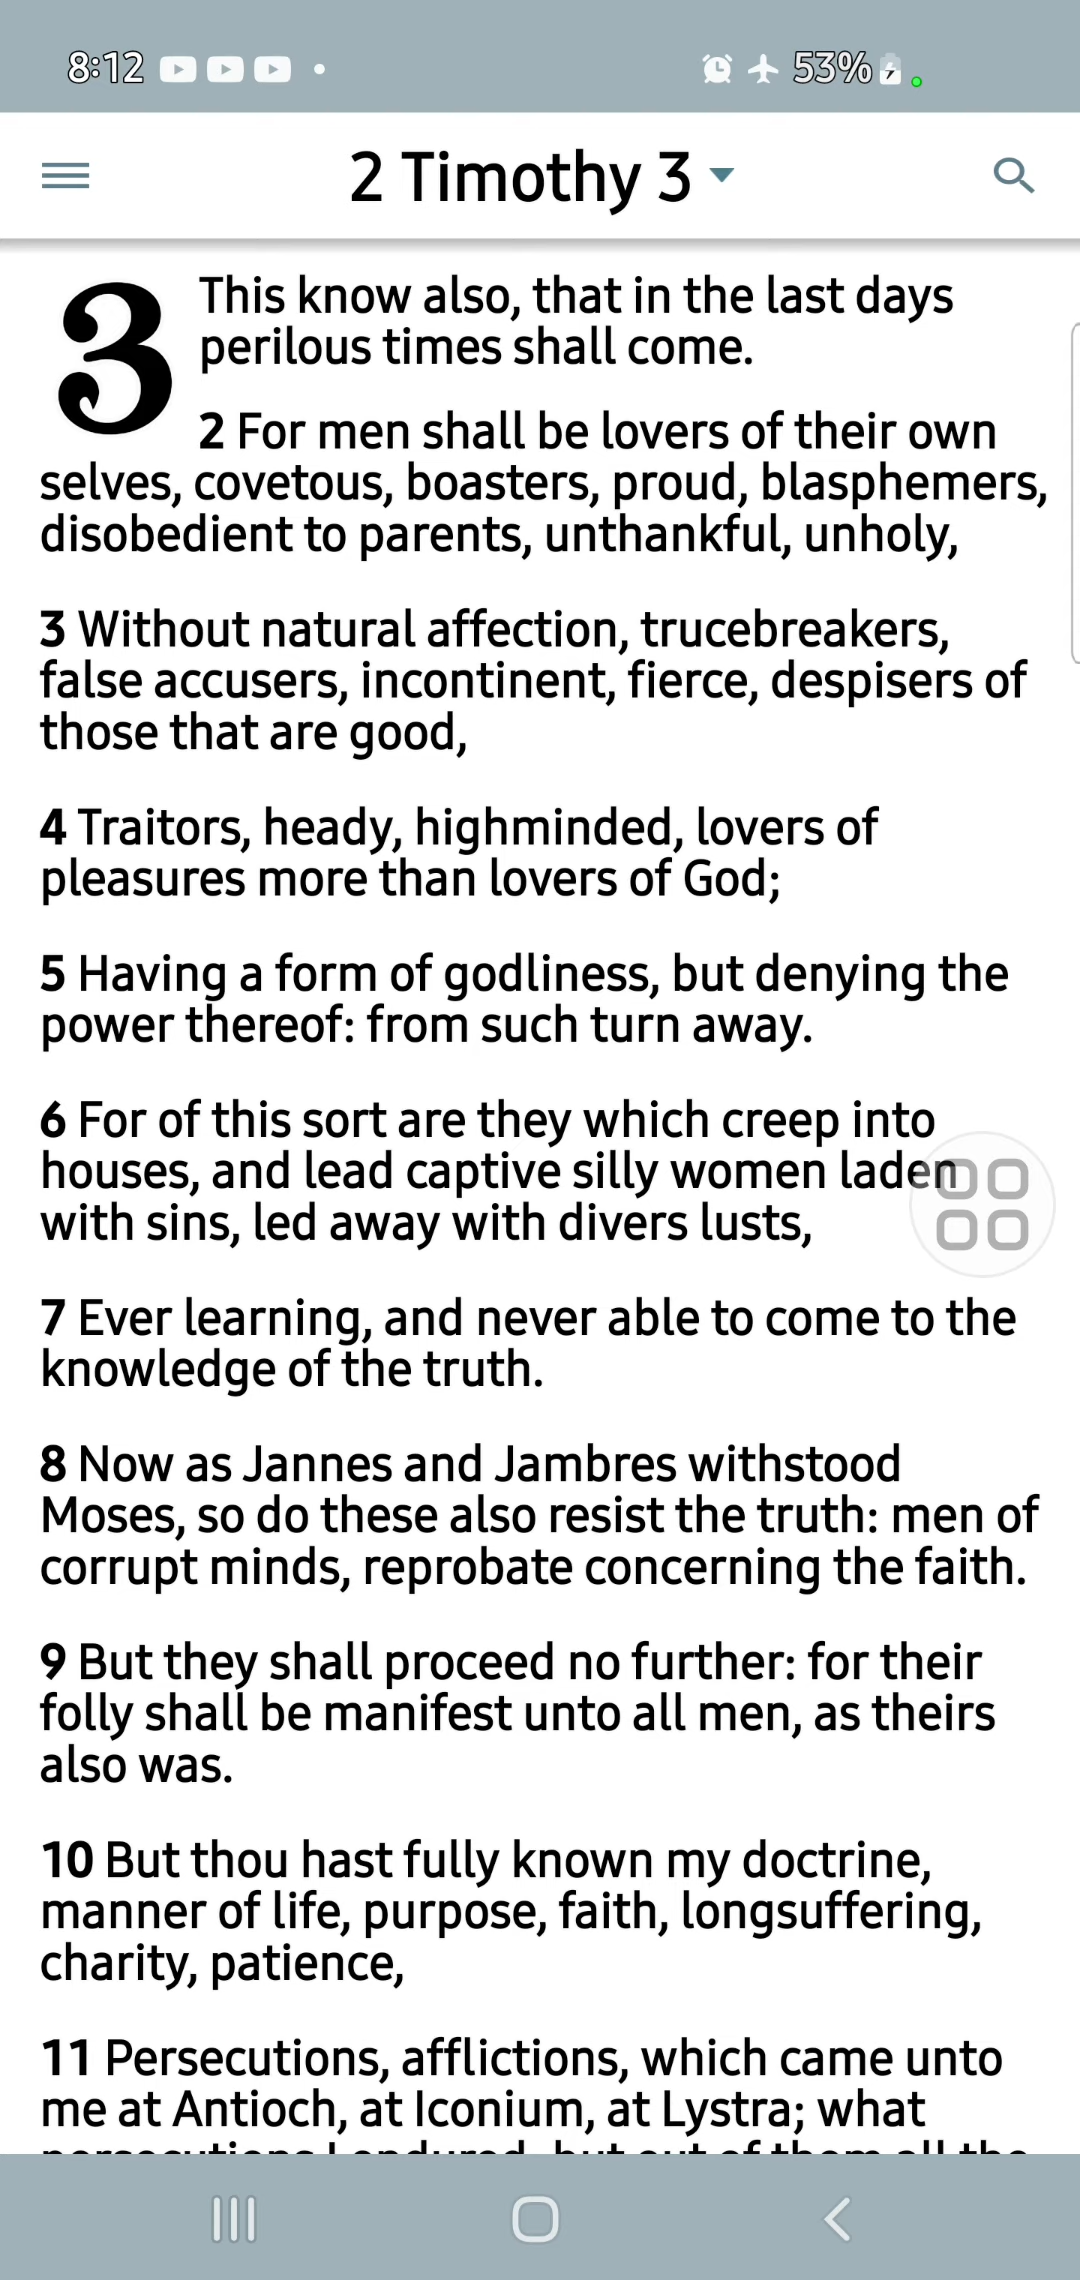 8:12
53%
2 Timothy 3
3 This know also, that in the last days
perilous times shall come.
2 For men shall be lovers of their own
selves, covetous, boasters, proud, blasphemers,
disobedient to parents, unthankful, unholy,
3 Without natural affection, trucebreakers,
false accusers, incontinent, fierce, despisers of
those that are good,
4 Traitors, heady, highminded, lovers of
pleasures more than lovers of God;
5 Having a form of godliness, but denying the
power thereof: from such turn away.
6 For of this sort are they which creep into
houses, and lead captive silly women laden
with sins, led away with divers lusts,
7 Ever learning, and never able to come to the
knowledge of the truth.
8 Now as Jannes and Jambres withstood
Moses, so do these also resist the truth: men of
corrupt minds, reprobate concerning the faith.
9 But they shall proceed no further: for their
folly shall be manifest unto all men, as theirs
also was.
10 But thou hast fully known my doctrine,
manner of life, purpose, faith, longsuffering,
charity, patience,
11 Persecutions, afflictions, which came unto
me at Antioch, at Iconium, at Lystra; what
persecutions I endured: but out of them all the